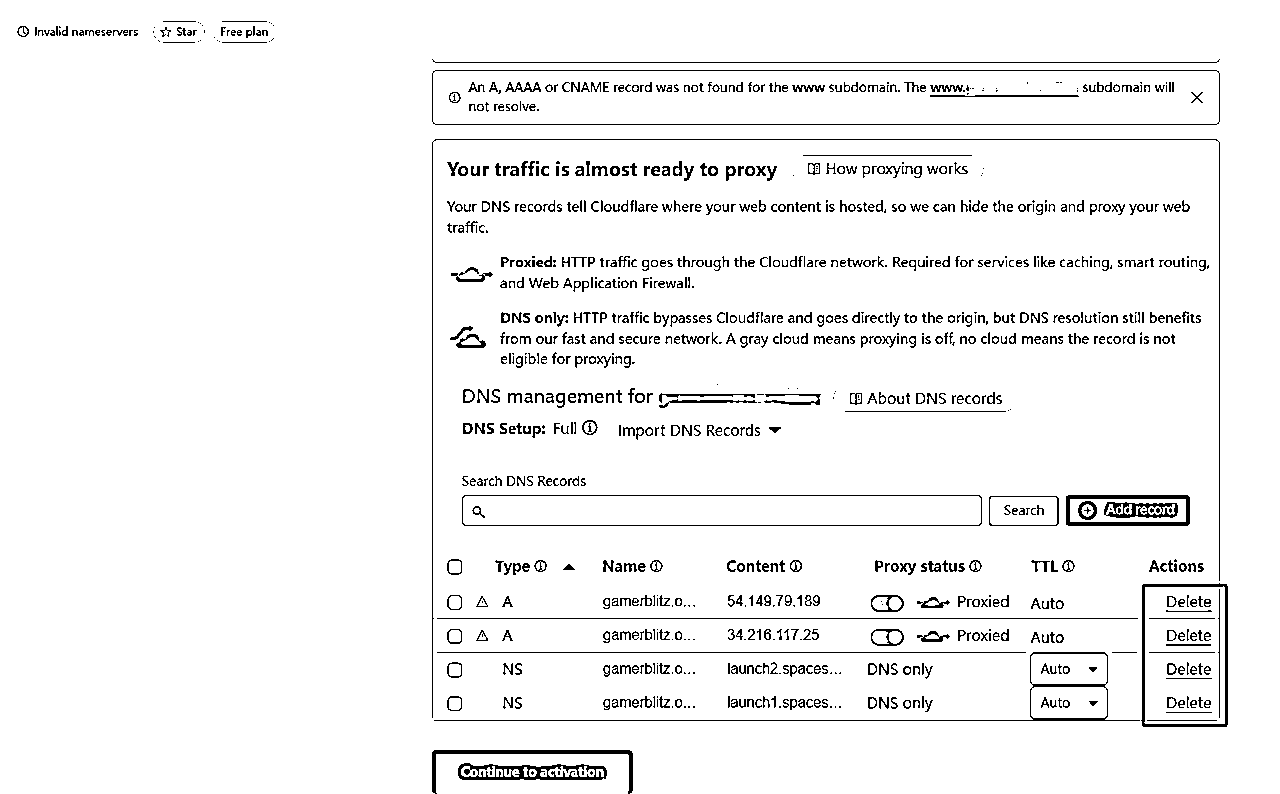 Invalid nameservers Star Free plan
An A, AAAA or CNAME record was not found for the www subdomain. The www. subdomain will
not resolve.
Your traffic is almost ready to proxy How proxying works
Your DNS records tell Cloudflare where your web content is hosted, so we can hide the origin and proxy your web
traffic.
Proxied: HTTP traffic goes through the Cloudflare network. Required for services like caching, smart routing,
and Web Application Firewall.
DNS only: HTTP traffic bypasses Cloudflare and goes directly to the origin, but DNS resolution still benefits
from our fast and secure network. A gray cloud means proxying is off, no cloud means the record is not
eligible for proxying.
DNS management for About DNS records
DNS Setup: Full Import DNS Records
Search DNS Records
Search Add record
Type Name Content Proxy status TTL Actions
A gamerblitz.o... 54.149.79.189 Proxied Auto Delete
A gamerblitz.o... 34.216.117.25 Proxied Auto Delete
NS gamerblitz.o... launch2.spaces... DNS only Auto Delete
NS gamerblitz.o... launch1.spaces... DNS only Auto Delete
Continue to activation